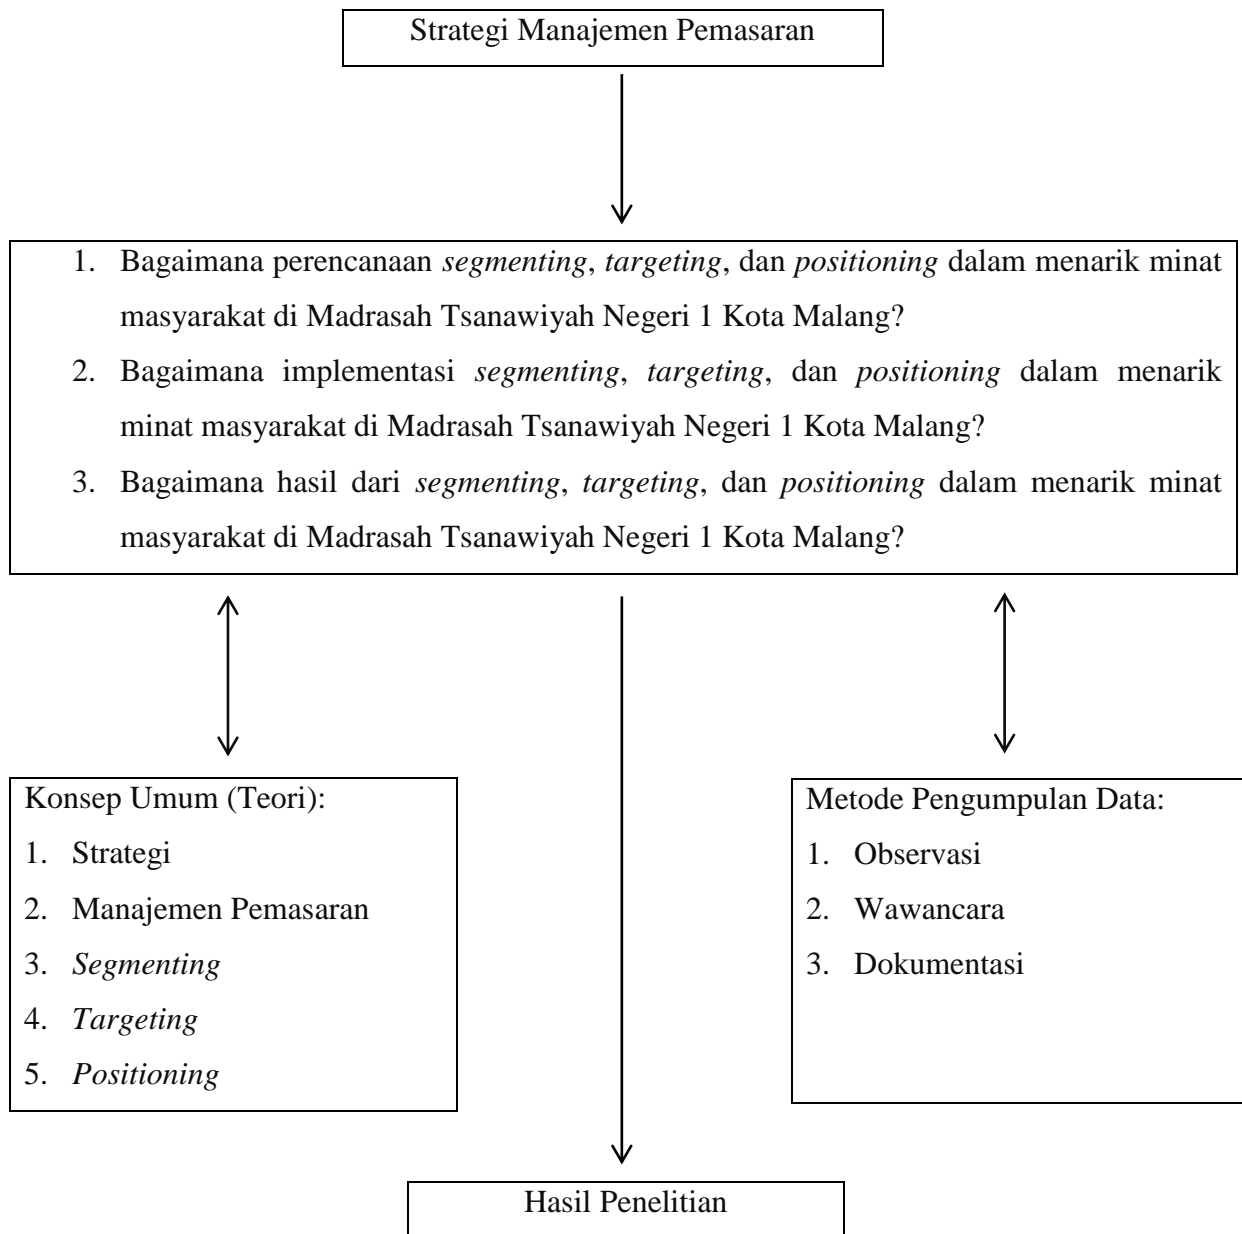 Strategi Manajemen Pemasaran
1. Bagaimana perencanaan segmenting, targeting, dan positioning dalam menarik minat
masyarakat di Madrasah Tsanawiyah Negeri 1 Kota Malang?
2. Bagaimana implementasi segmenting, targeting, dan positioning dalam menarik
minat masyarakat di Madrasah Tsanawiyah Negeri 1 Kota Malang?
3. Bagaimana hasil dari segmenting, targeting, dan positioning dalam menarik minat
masyarakat di Madrasah Tsanawiyah Negeri 1 Kota Malang?
Konsep Umum (Teori):
1. Strategi
2. Manajemen Pemasaran
3. Segmenting
4. Targeting
5. Positioning
Metode Pengumpulan Data:
1. Observasi
2. Wawancara
3. Dokumentasi
Hasil Penelitian